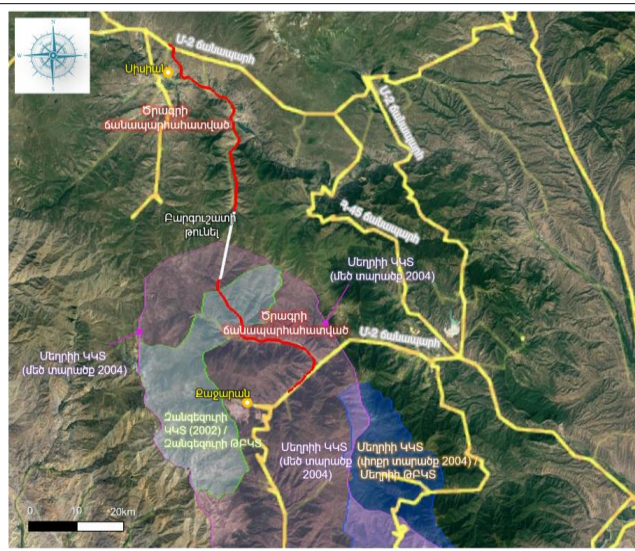 Մ-2 ճանապարհ
Սիսիան
Ծրագրի
ճանապարհահատված
Մ-2 ճանապարհ
Բարգուշատի
թունել
Հ-45 ճանապարհ
Մեղրիի ԿԿՏ
(մեծ տարածք 2004)
Ծրագրի
ճանապարհահատված
Մ-2 ճանապարհ
Մեղրիի ԿԿՏ
(մեծ տարածք 2004)
Քաջարան
Զանգեզուրի
ԿԿՏ (2002) /
Զանգեզուրի ԹԲԿՏ
Մեղրիի ԿԿՏ
(մեծ տարածք
2004)
Մեղրիի ԿԿՏ
(փոքր տարածք 2004) /
Մեղրիի ԹԲԿՏ
0 10 20km